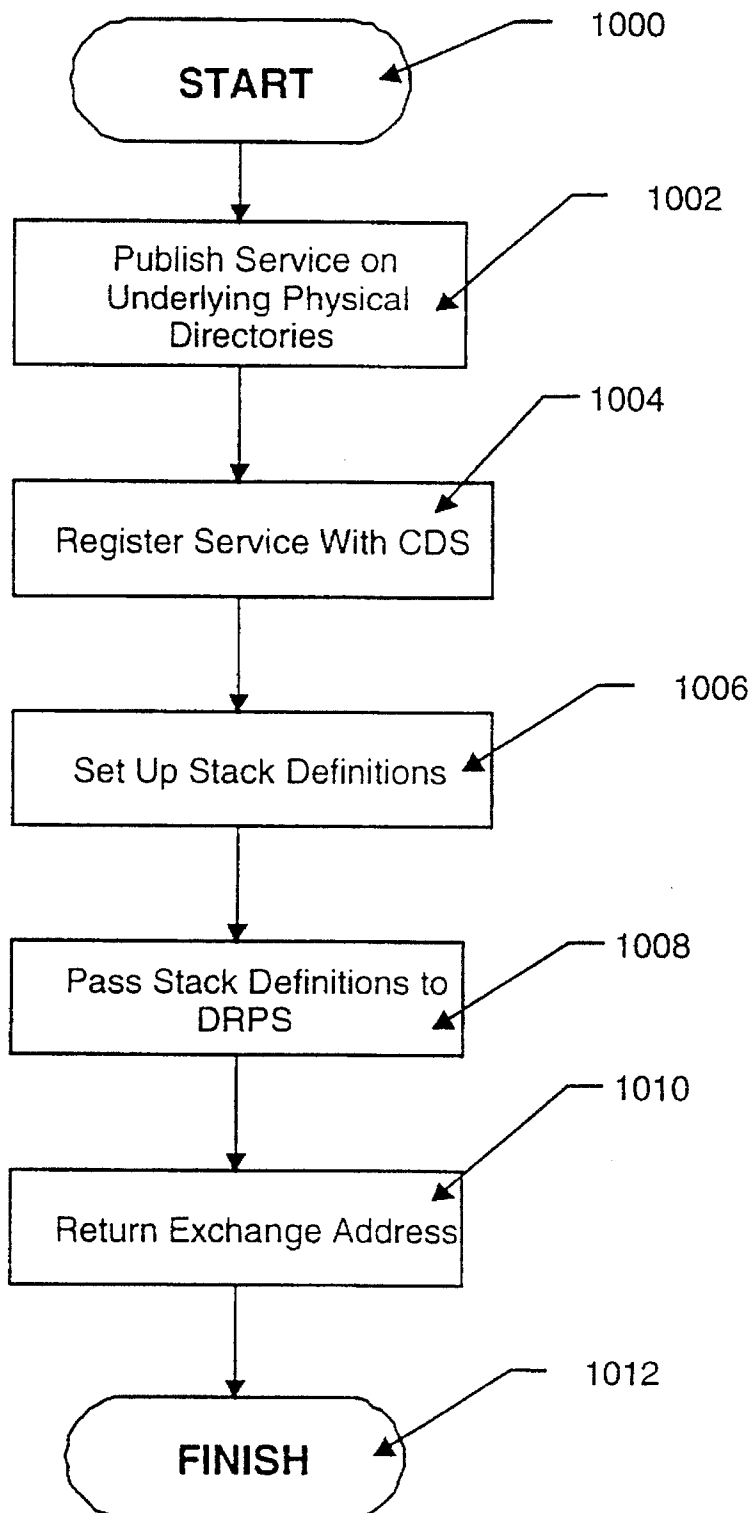 1000
START
1002
Publish Service on
Underlying Physical
Directories
1004
Register Service With CDS
1006
Set Up Stack Definitions
1008
Pass Stack Definitions to
DRPS
1010
Return Exchange Address
1012
FINISH